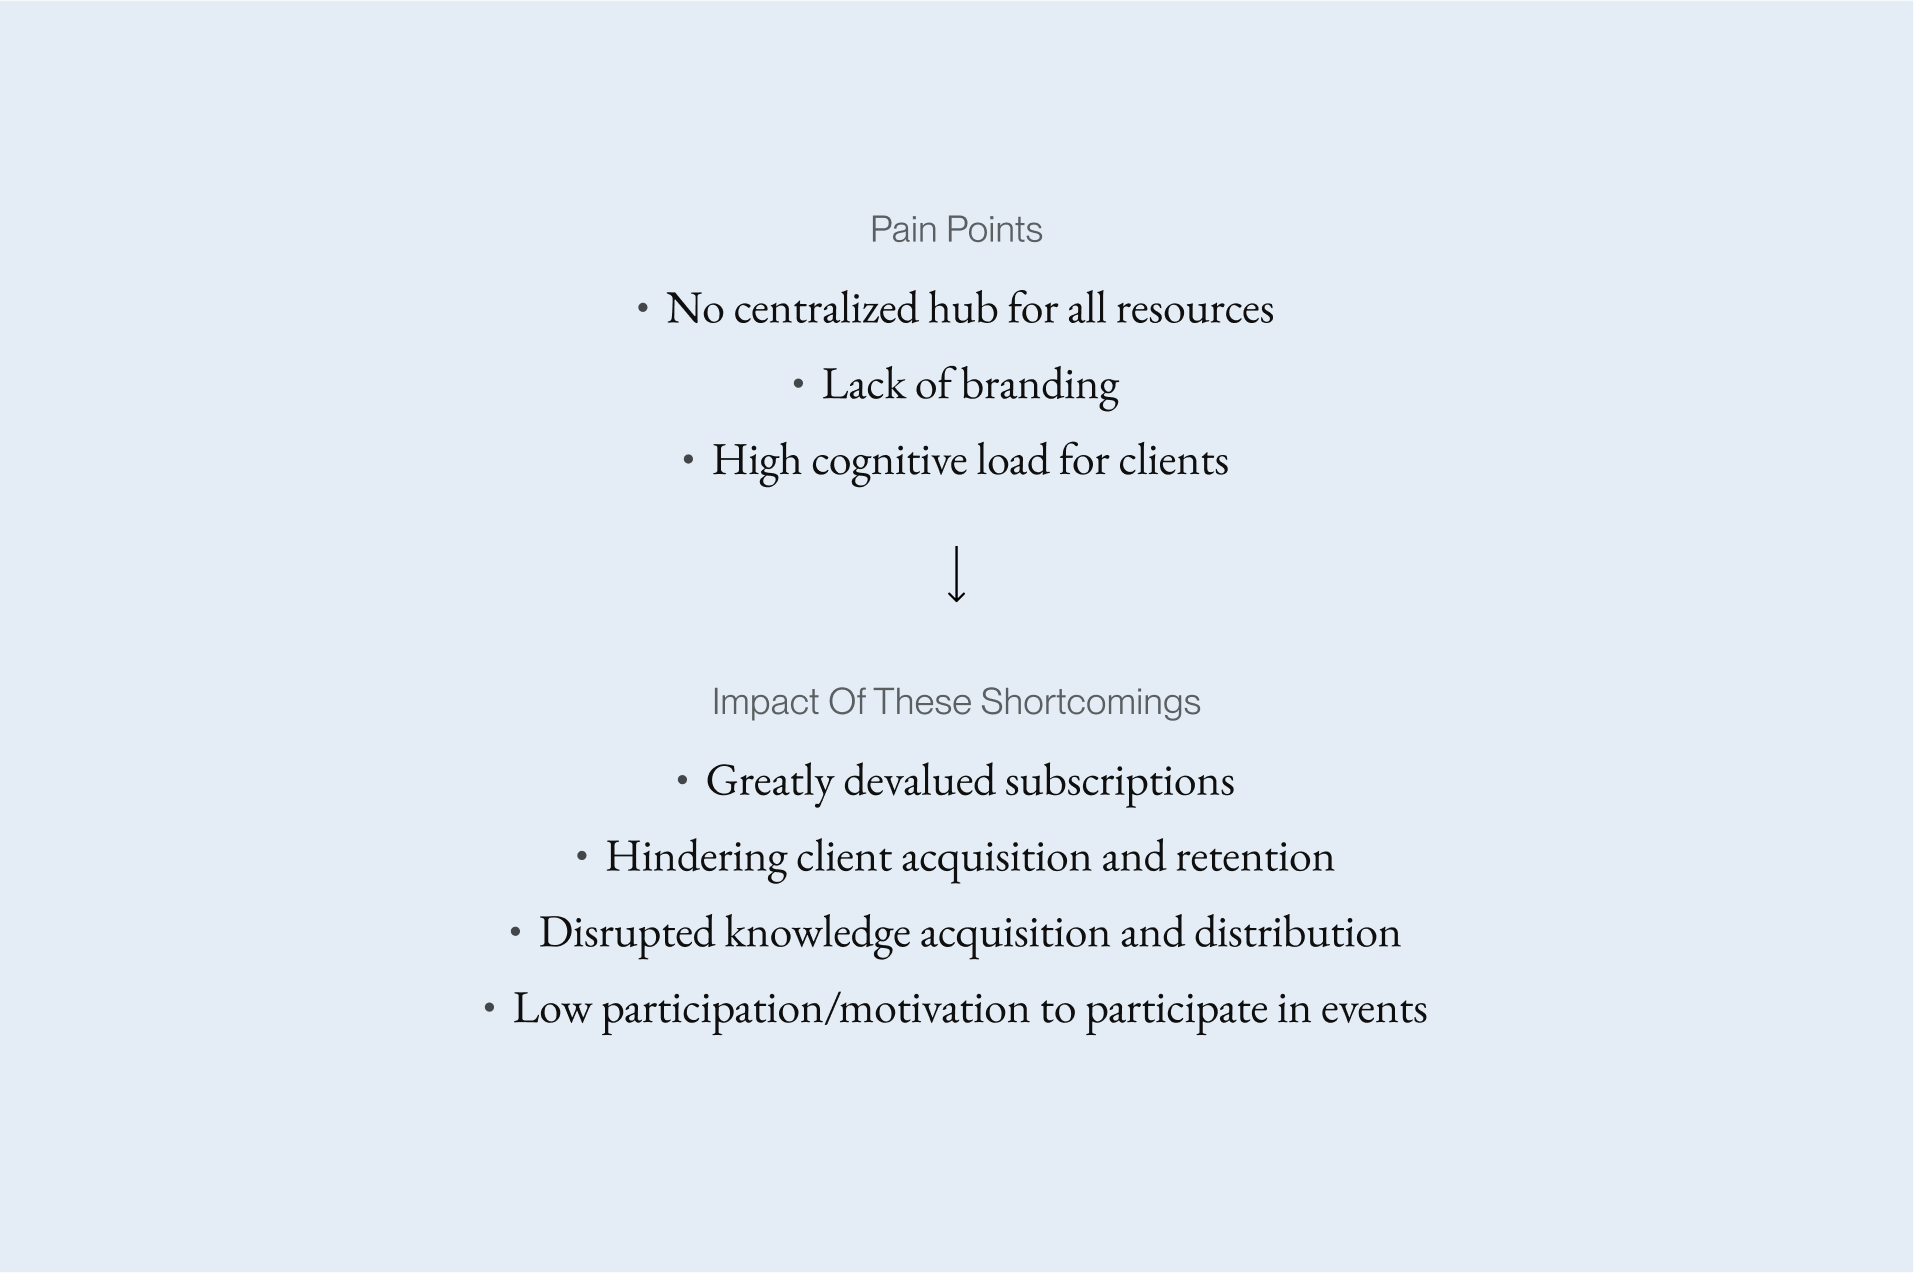 Pain Points
• No centralized hub for all resources
• Lack of branding
• High cognitive load for clients
↓
Impact Of These Shortcomings
• Greatly devalued subscriptions
• Hindering client acquisition and retention
• Disrupted knowledge acquisition and distribution
• Low participation/motivation to participate in events